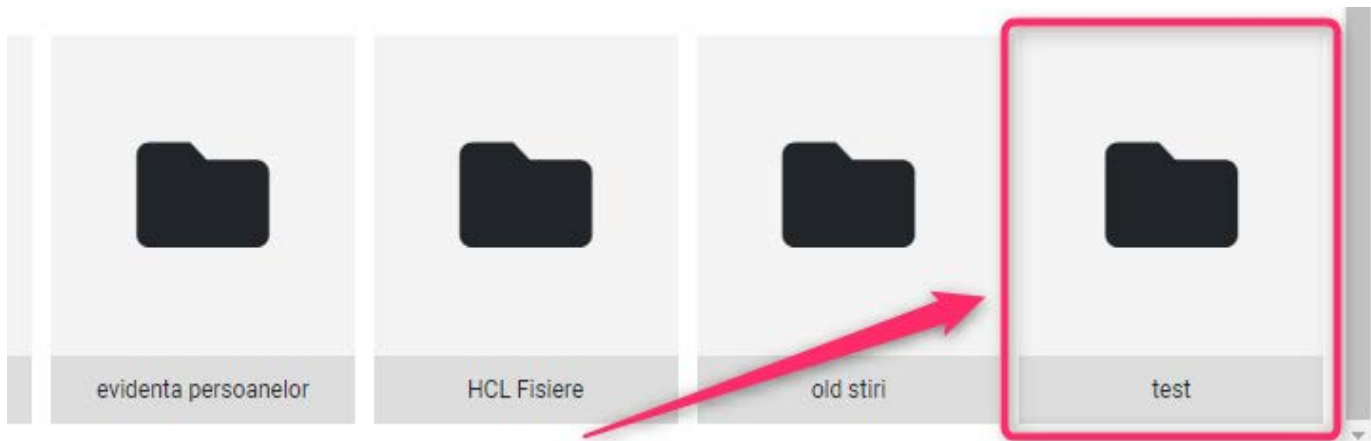 evidenta persoanelor
HCL Fisiere
old stiri
test